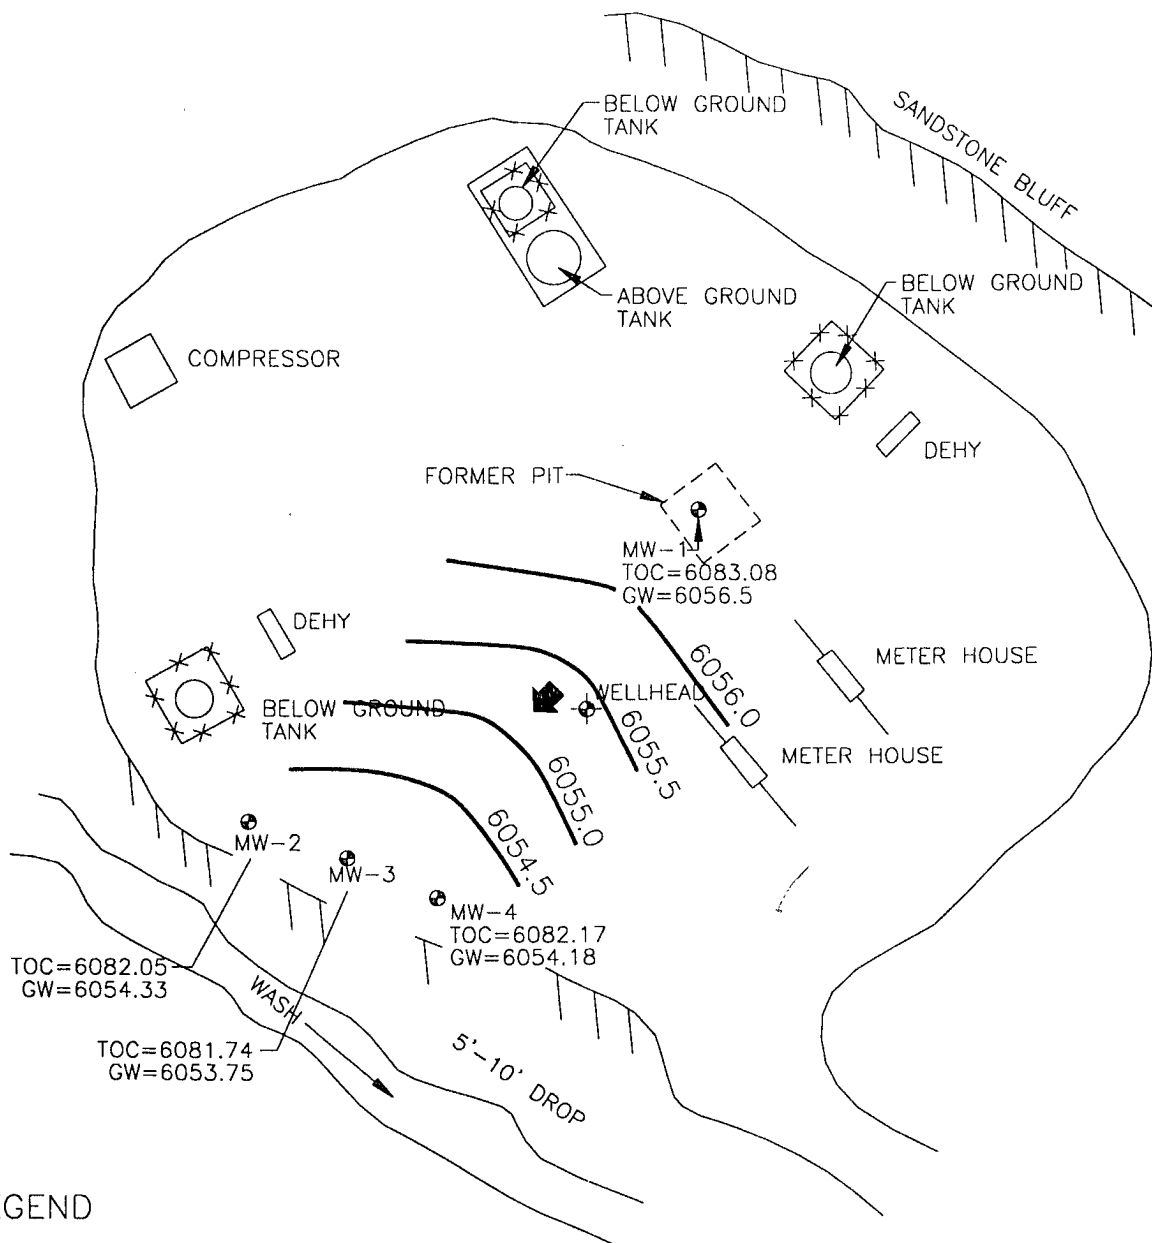 BELOW GROUND
TANK
SANDSTONE BLUFF
BELOW GROUND
TANK
ABOVE GROUND
TANK
COMPRESSOR
DEHY
FORMER PIT
MW-1
TOC=6083.08
GW=6056.5
DEHY
METER HOUSE
6056.0
WELLHEAD
BELOW GROUND
TANK
6055.5
METER HOUSE
6055.0
6054.5
MW-2
MW-3
MW-4
TOC=6082.17
GW=6054.18
TOC=6082.05
GW=6054.33
WASH
TOC=6081.74
GW=6053.75
5'-10' DROP
EGEND